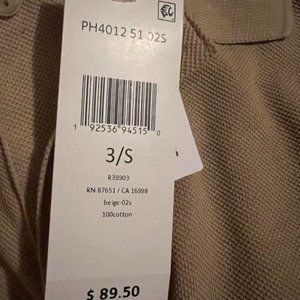 PH4012 51 02S
1 92536 94515 0
3/S
R38903
RN 87651 / CA 16998
beige-02s
100cotton
$ 89.50